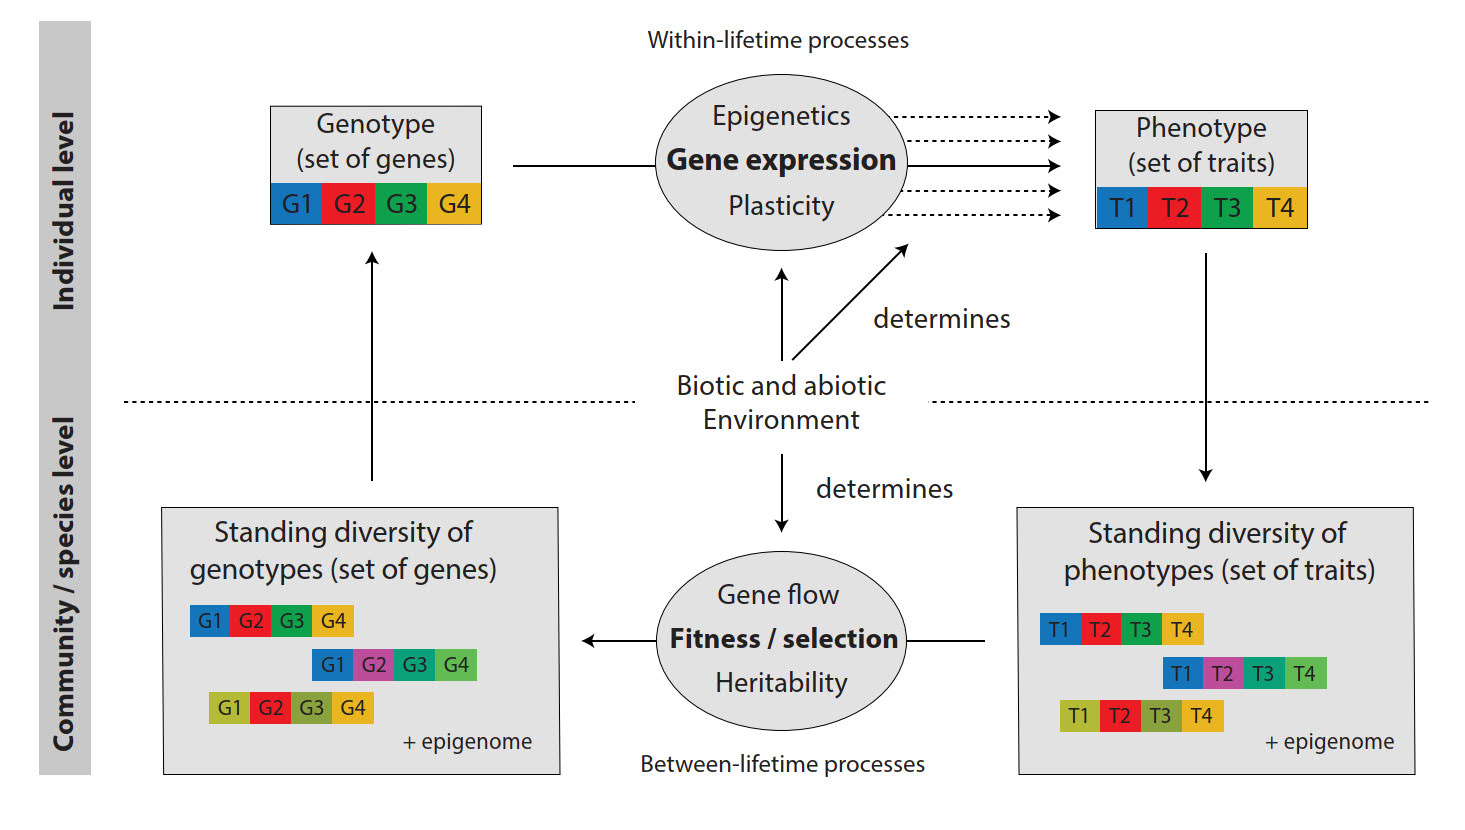 Within-lifetime processes
Individual level
Genotype
(set of genes)
G1 G2 G3 G4
Epigenetics
Gene expression
Plasticity
Phenotype
(set of traits)
T1 T2 T3 T4
determines
Biotic and abiotic
Environment
determines
Community / species level
Standing diversity of
genotypes (set of genes)
G1 G2 G3 G4
G1 G2 G3 G4
G1 G2 G3 G4
+ epigenome
Gene flow
Fitness / selection
Heritability
Between-lifetime processes
Standing diversity of
phenotypes (set of traits)
T1 T2 T3 T4
T1 T2 T3 T4
T1 T2 T3 T4
+ epigenome